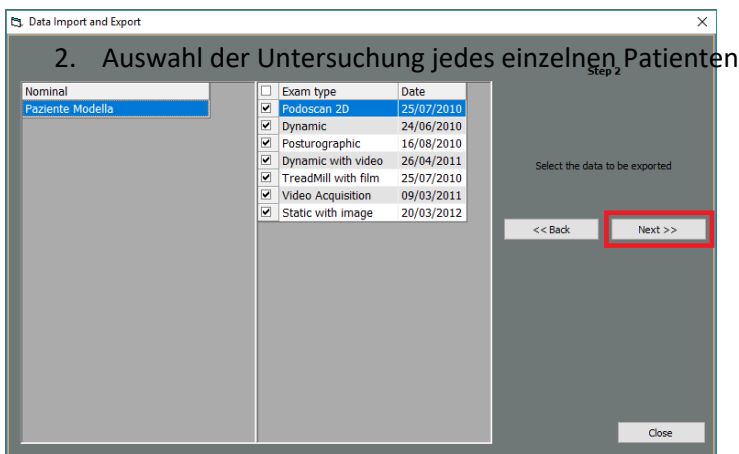 Data Import and Export
2. Auswahl der Untersuchung jedes einzelnen Patienten
Step 2
Nominal
Paziente Modella
Exam type Date
Podoscan 2D 25/07/2010
Dynamic 24/06/2010
Posturographic 16/08/2010
Dynamic with video 26/04/2011
TreadMill with film 25/07/2010
Video Acquisition 09/03/2011
Static with image 20/03/2012
Select the data to be exported
<< Back Next >>
Close